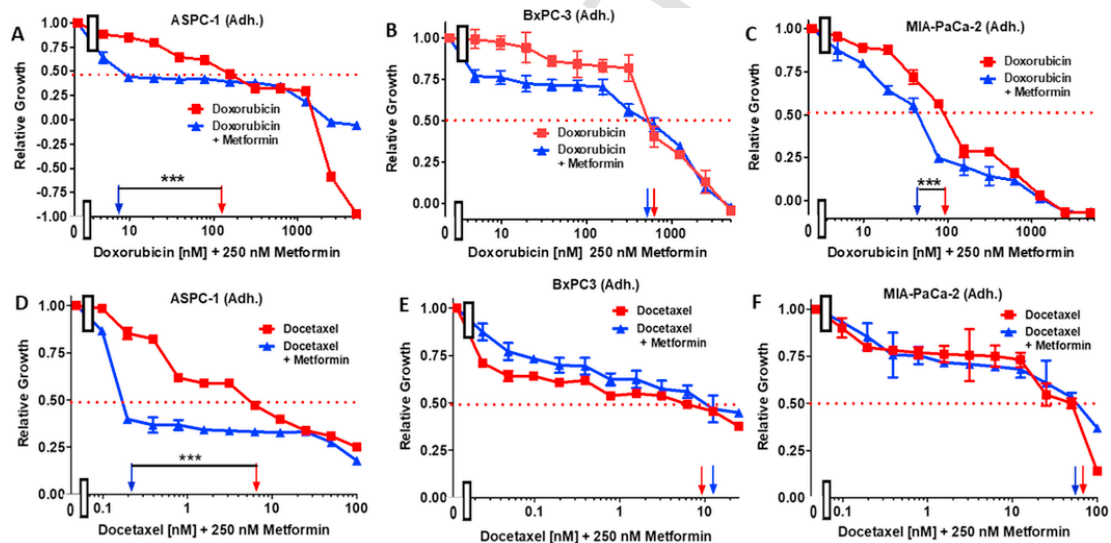 A
ASPC-1 (Adh.)
Relative Growth
1.00
0.75
0.50
0.25
0.00
0.25
0.50
0.75
-1.00
Doxorubicin
Doxorubicin
+ Metformin
***
0
10
100
1000
Doxorubicin [nM] + 250 nM Metformin
B
BxPC-3 (Adh.)
Relative Growth
1.00
0.75
0.50
0.25
0.00
Doxorubicin
Doxorubicin
+ Metformin
0
10
100
1000
Doxorubicin [nM] 250 nM Metformin
C
MIA-PaCa-2 (Adh.)
Relative Growth
1.00
0.75
0.50
0.25
0.00
Doxorubicin
Doxorubicin
+ Metformin
***
0
10
100
1000
Doxorubicin [nM] + 250 nM Metformin
D
ASPC-1 (Adh.)
Relative Growth
1.00
0.75
0.50
0.25
0.00
Docetaxel
Docetaxel
+ Metformin
***
0
0.1
1
10
100
Docetaxel [nM] + 250 nM Metformin
E
BxPC3 (Adh.)
Relative Growth
1.00
0.75
0.50
0.25
0.00
Docetaxel
Docetaxel
+ Metformin
0
0.1
1
10
Docetaxel [nM] + 250 nM Metformin
F
MIA-PaCa-2 (Adh.)
Relative Growth
1.00
0.75
0.50
0.25
0.00
Docetaxel
Docetaxel
+ Metformin
0
0.1
1
10
100
Docetaxel [nM] + 250 nM Metformin